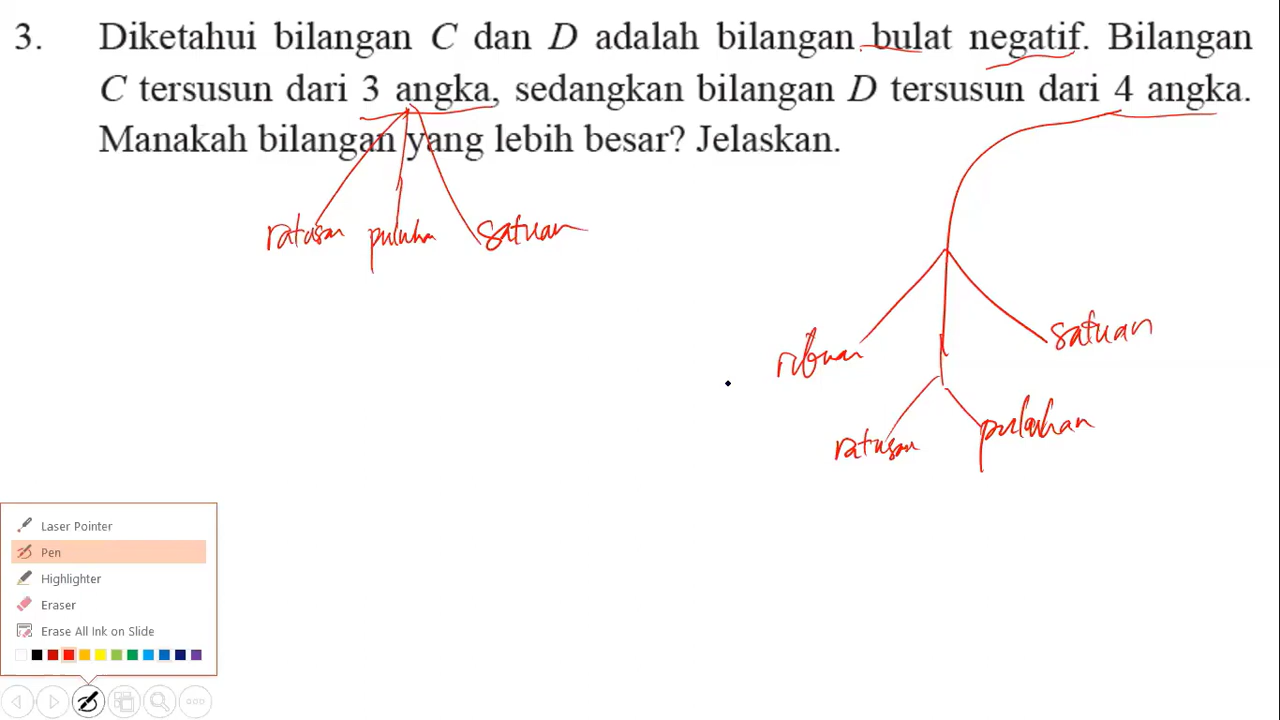 3. Diketahui bilangan C dan D adalah bilangan bulat negatif. Bilangan
C tersusun dari 3 angka, sedangkan bilangan D tersusun dari 4 angka.
Manakah bilangan yang lebih besar? Jelaskan.
ratusan puluhan satuan
ribuan satuan
ratusan puluhan
Laser Pointer
Pen
Highlighter
Eraser
Erase All Ink on Slide